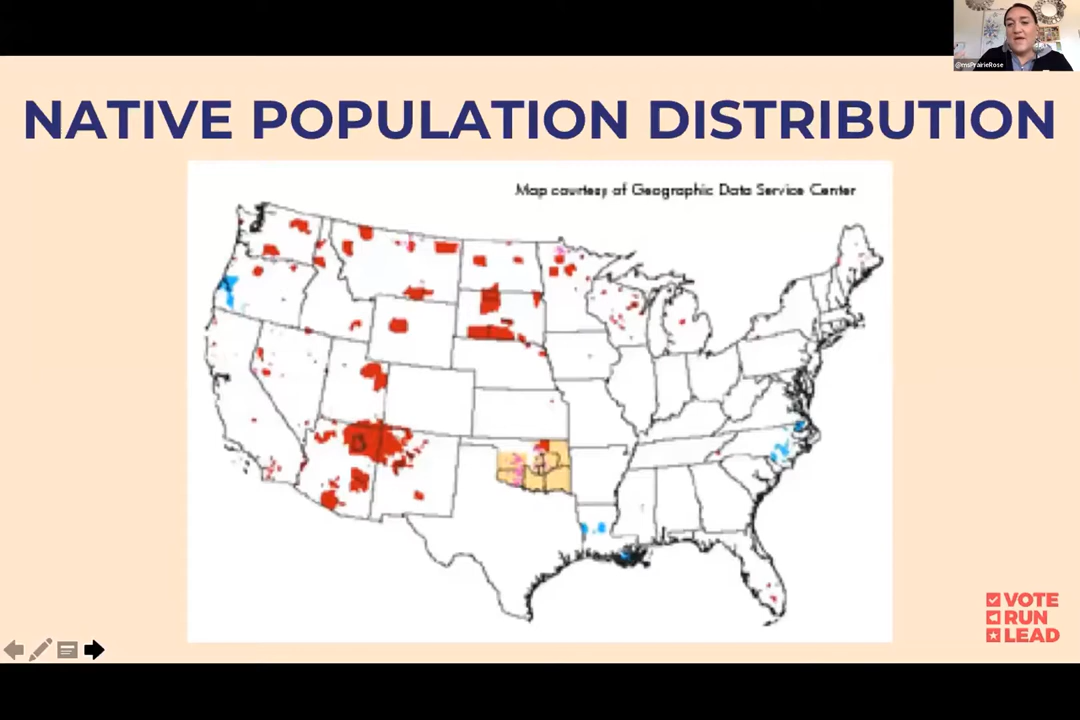 @msPrairieRose
NATIVE POPULATION DISTRIBUTION
Map courtesy of Geographic Data Service Center
VOTE
RUN
LEAD